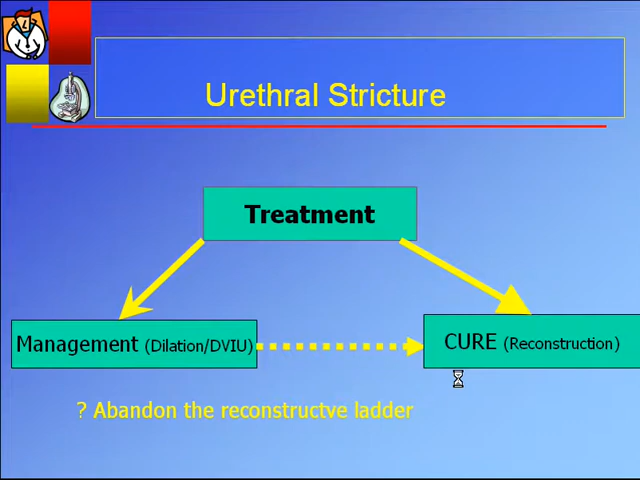 Urethral Stricture
Treatment
Management (Dilation/DVIU)
CURE (Reconstruction)
? Abandon the reconstructve ladder